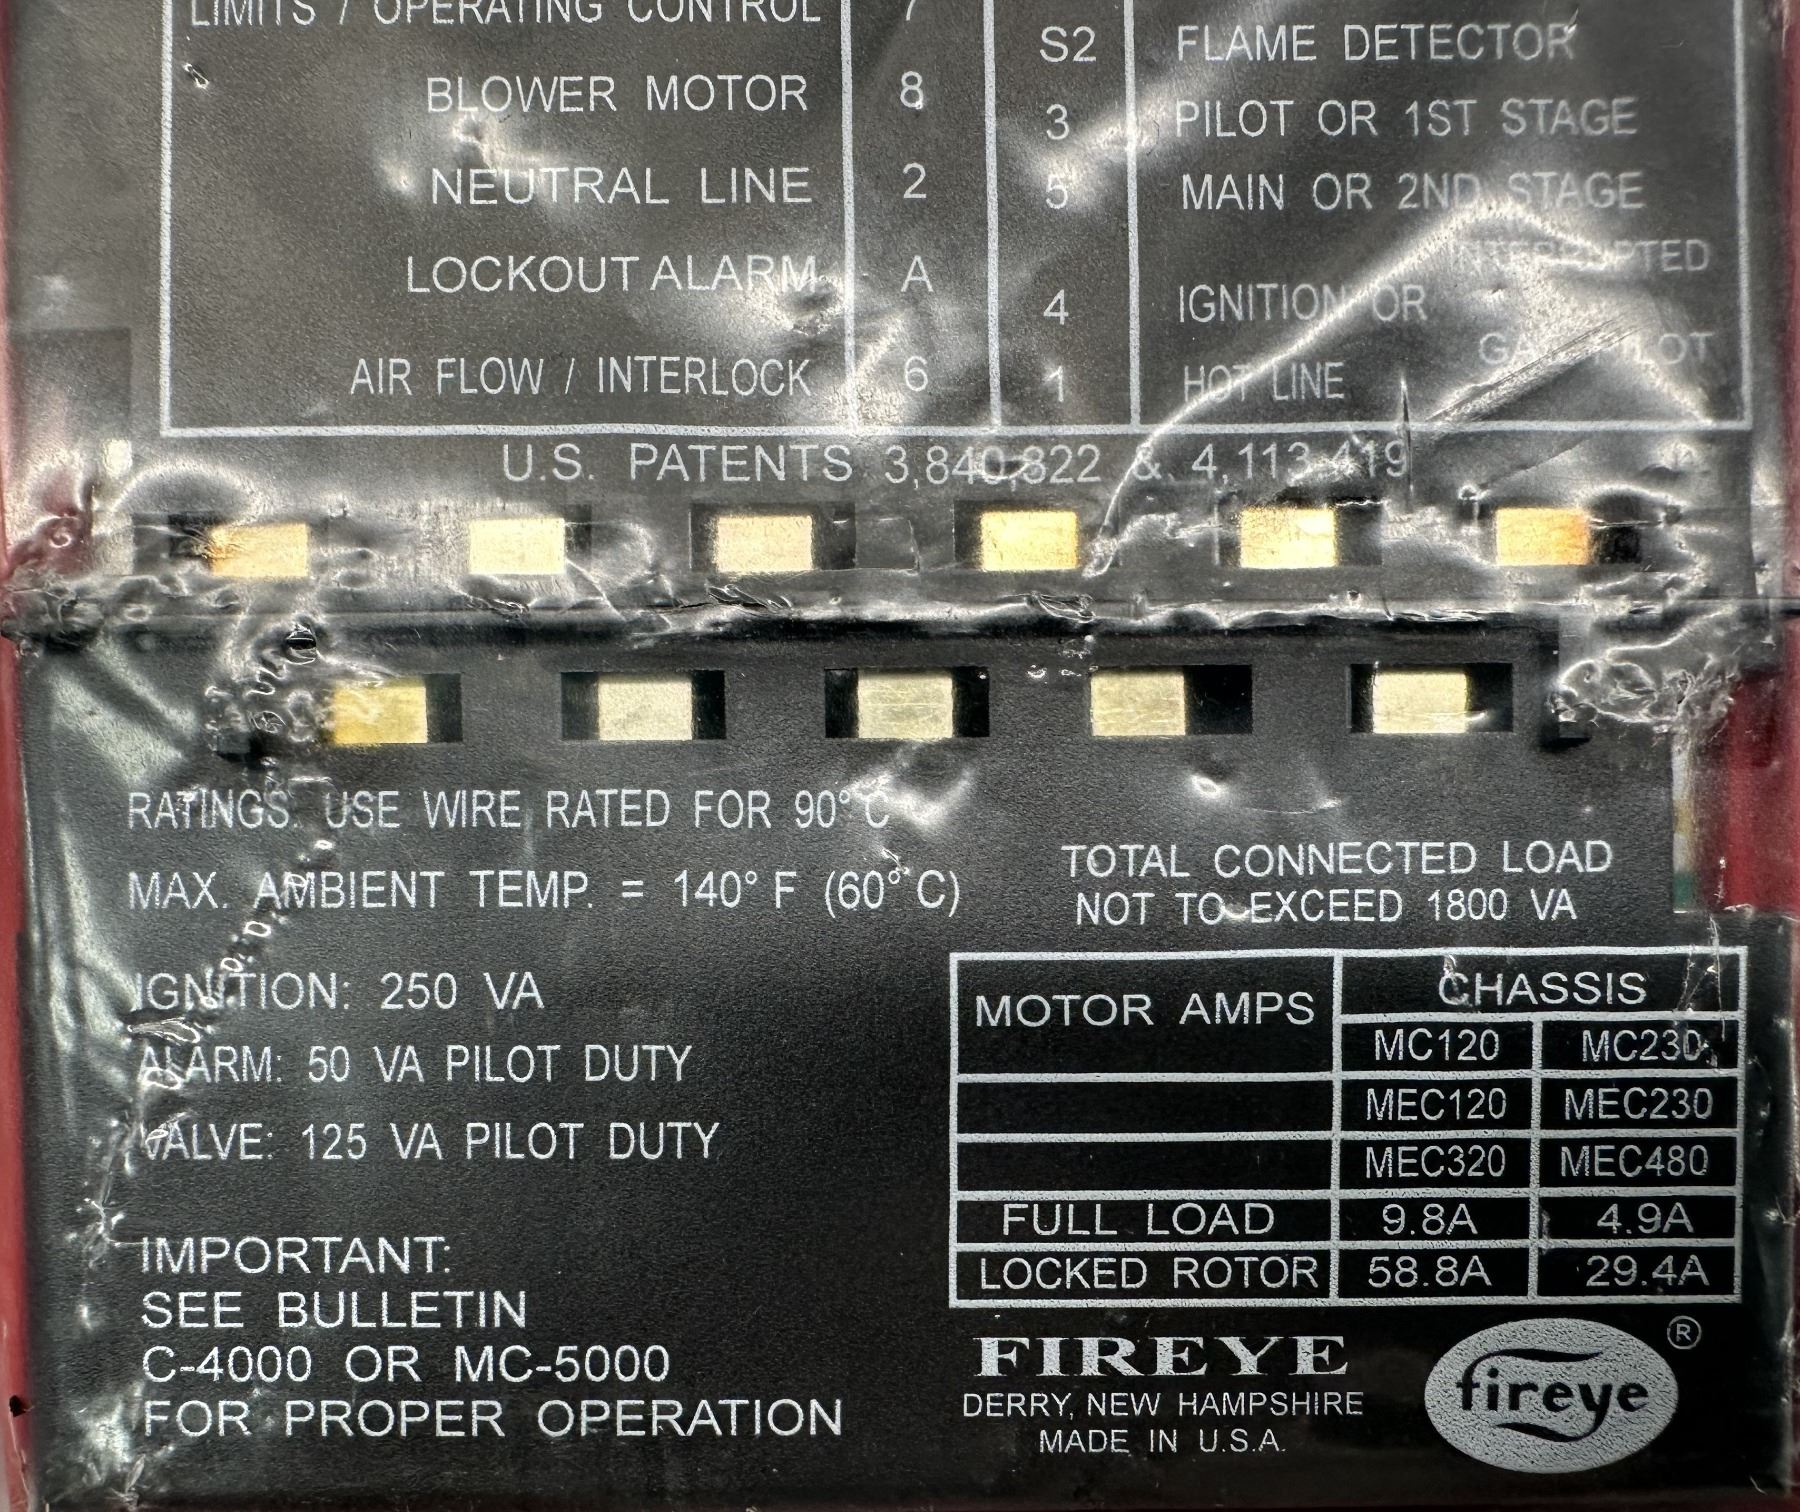 LIMITS / OPERATING CONTROL 7
S2 FLAME DETECTOR
BLOWER MOTOR 8
3 PILOT OR 1ST STAGE
NEUTRAL LINE 2
5 MAIN OR 2ND STAGE
LOCKOUT ALARM A
INTERRUPTED
4 IGNITION OR
GAS PILOT
AIR FLOW / INTERLOCK 6
1 HOT LINE
U.S. PATENTS 3,840,322 & 4,113,419
RATINGS: USE WIRE RATED FOR 90° C
MAX. AMBIENT TEMP. = 140° F (60° C)
TOTAL CONNECTED LOAD
NOT TO EXCEED 1800 VA
IGNITION: 250 VA
ALARM: 50 VA PILOT DUTY
VALVE: 125 VA PILOT DUTY
IMPORTANT:
SEE BULLETIN
C-4000 OR MC-5000
FOR PROPER OPERATION
MOTOR AMPS CHASSIS
MC120 MC230
MEC120 MEC230
MEC320 MEC480
FULL LOAD 9.8A 4.9A
LOCKED ROTOR 58.8A 29.4A
FIREYE
DERRY, NEW HAMPSHIRE
MADE IN U.S.A.
fireye ®